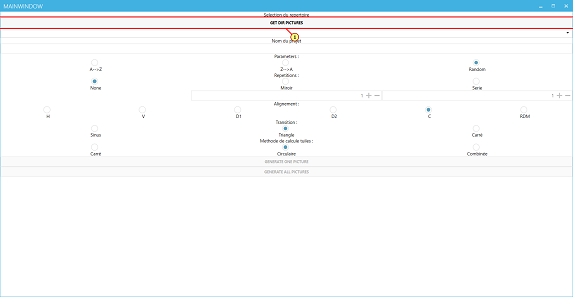 MAINWINDOW
Selection du repertoire
GET DIR PICTURES
Nom du projet
Parameters :
A-->Z Z-->A Random
Repetitions :
None Miroir Serie
1 1
Alignement :
H V D1 D2 C RDM
Transition :
Sinus Triangle Carré
Methode de calcule tailes :
Carré Circulaire Combinée
GENERATE ONE PICTURE
GENERATE ALL PICTURES